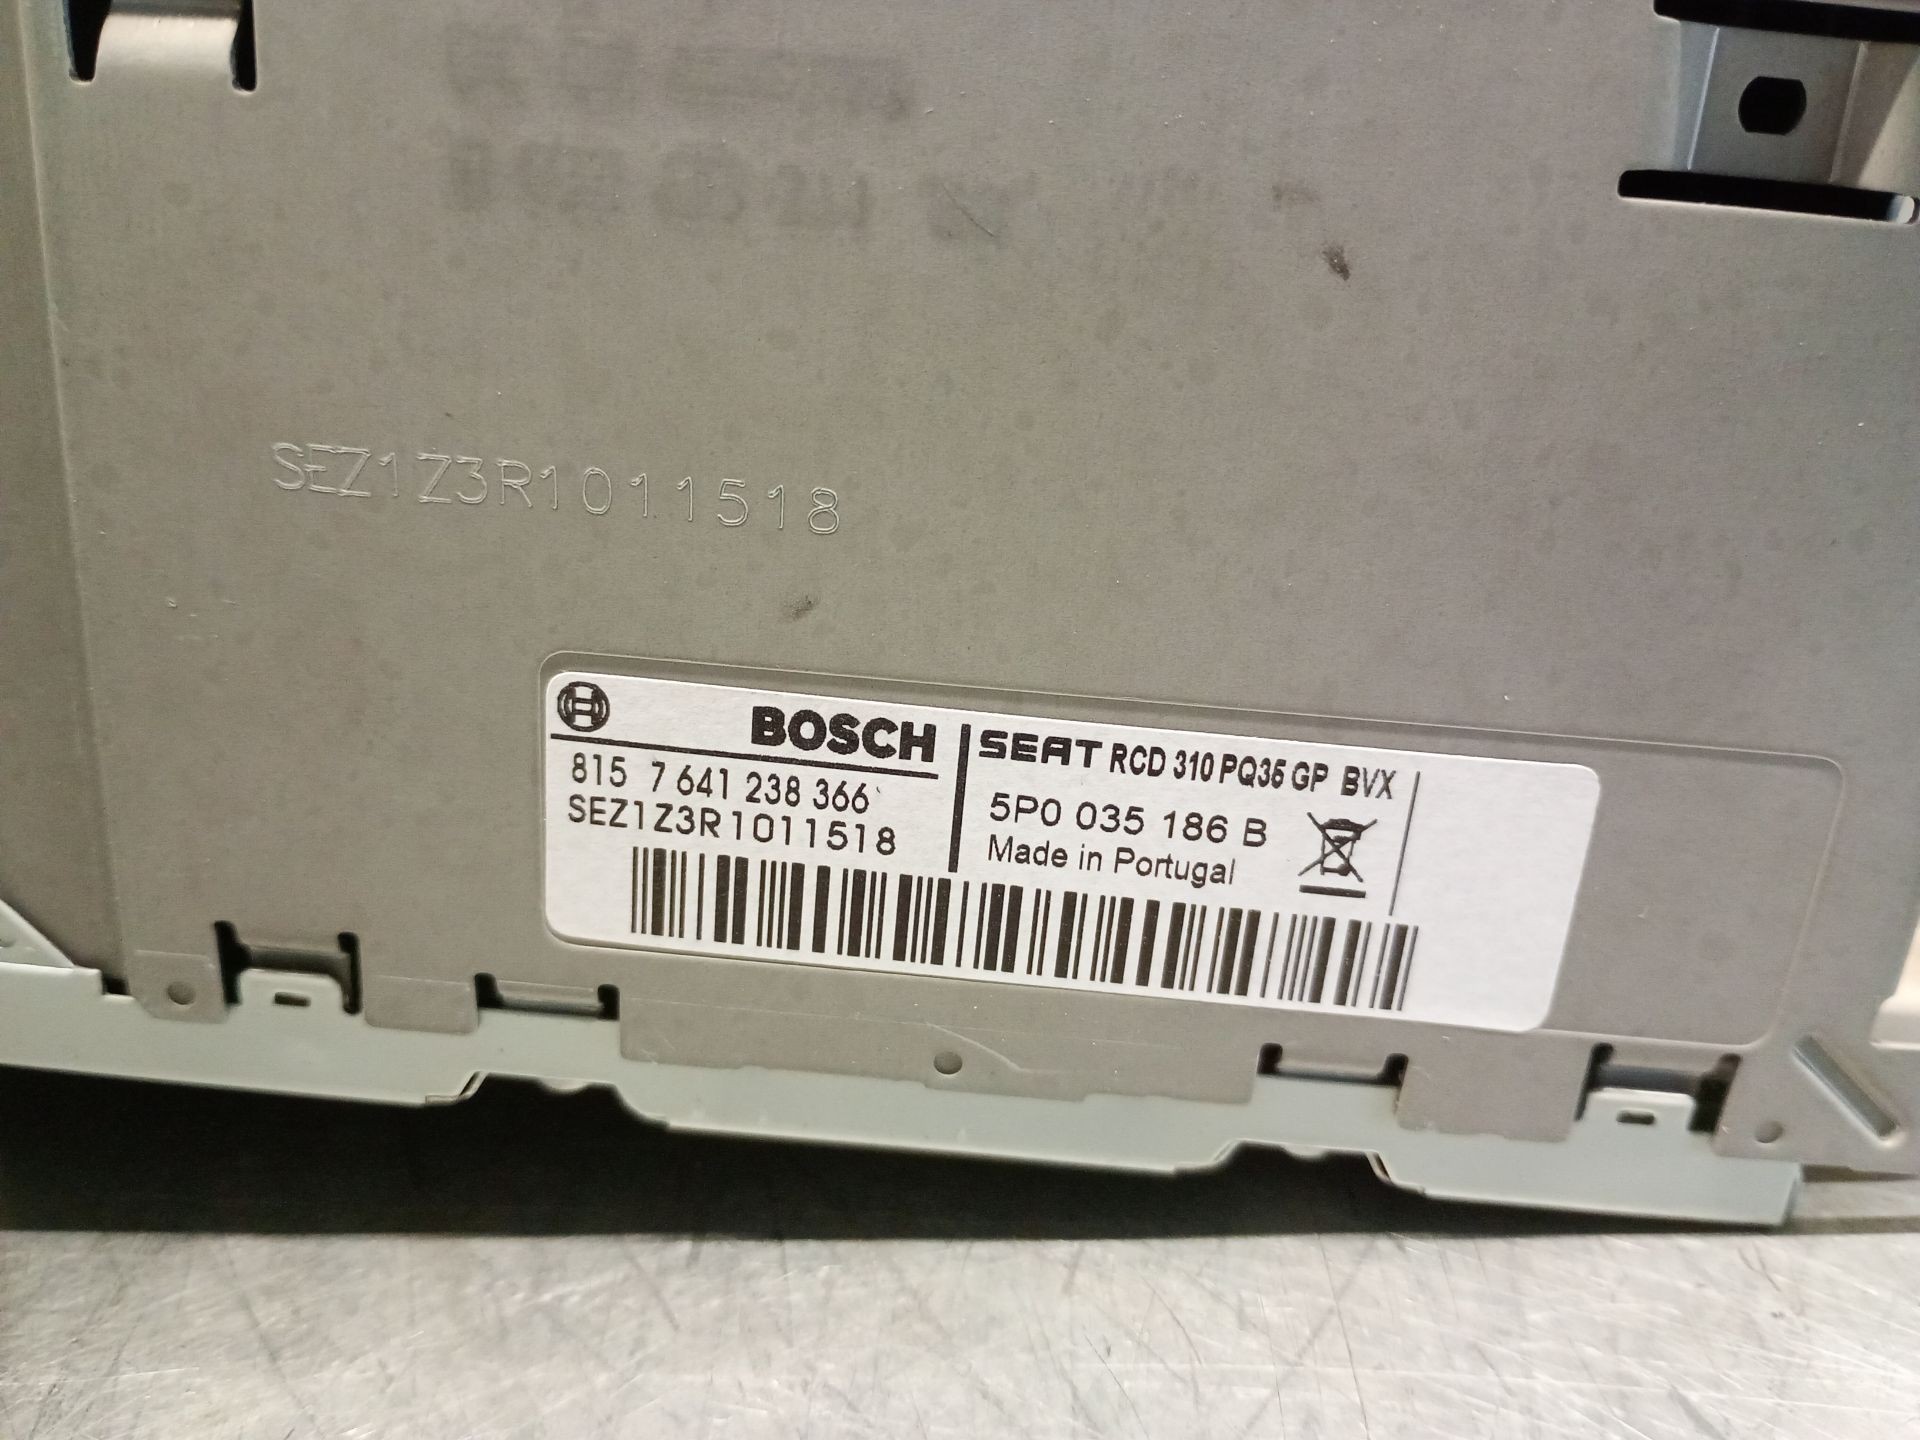 SEZ1Z3R1011518
BOSCH
815 7 641 238 366
SEZ1Z3R1011518
SEAT RCD 310 PQ35 GP BVX
5P0 035 186 B
Made in Portugal